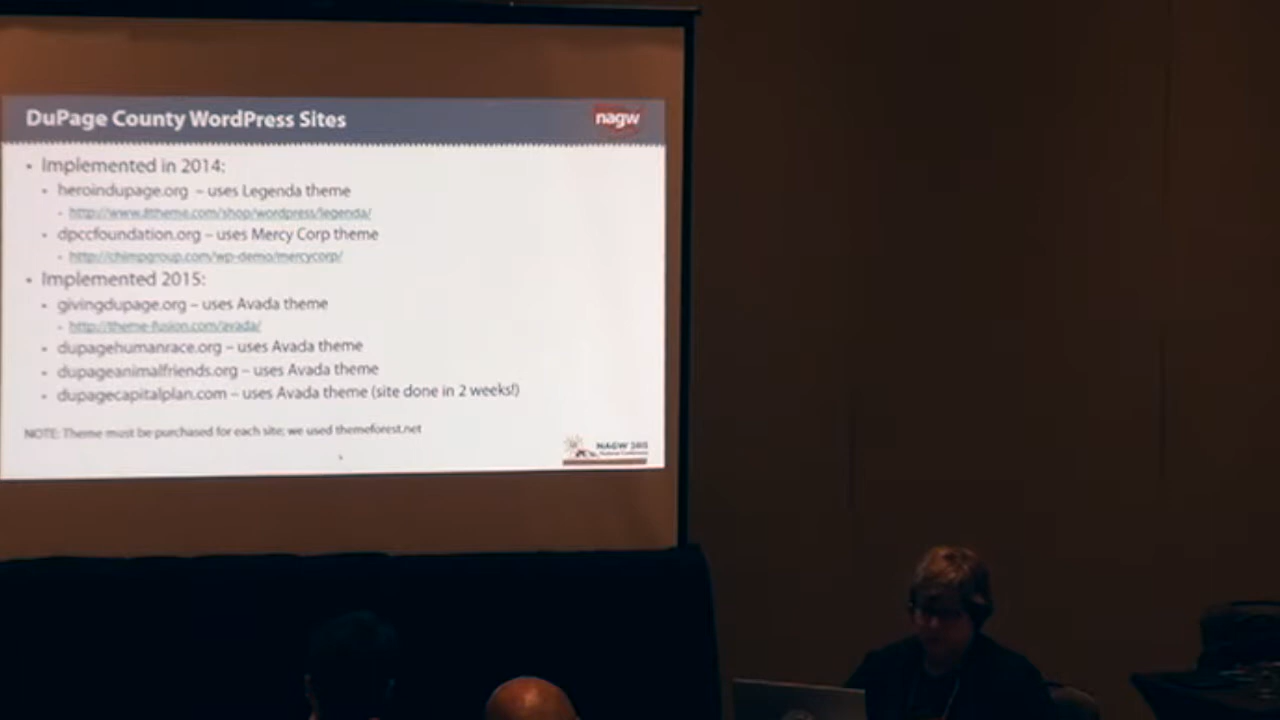 DuPage County WordPress Sites
nagw
• Implemented in 2014:
• heroindupage.org – uses Legenda theme
- http://www.8theme.com/shop/wordpress/legenda/
• dpccfoundation.org – uses Mercy Corp theme
- http://chimpgroup.com/wp-demo/mercycorp/
• Implemented 2015:
• givingdupage.org – uses Avada theme
- http://theme-fusion.com/avada/
• dupagehumanrace.org – uses Avada theme
• dupageanimalfriends.org – uses Avada theme
• dupagecapitalplan.com – uses Avada theme (site done in 2 weeks!)
NOTE: Theme must be purchased for each site; we used themeforest.net
NAGW 2015
National Conference